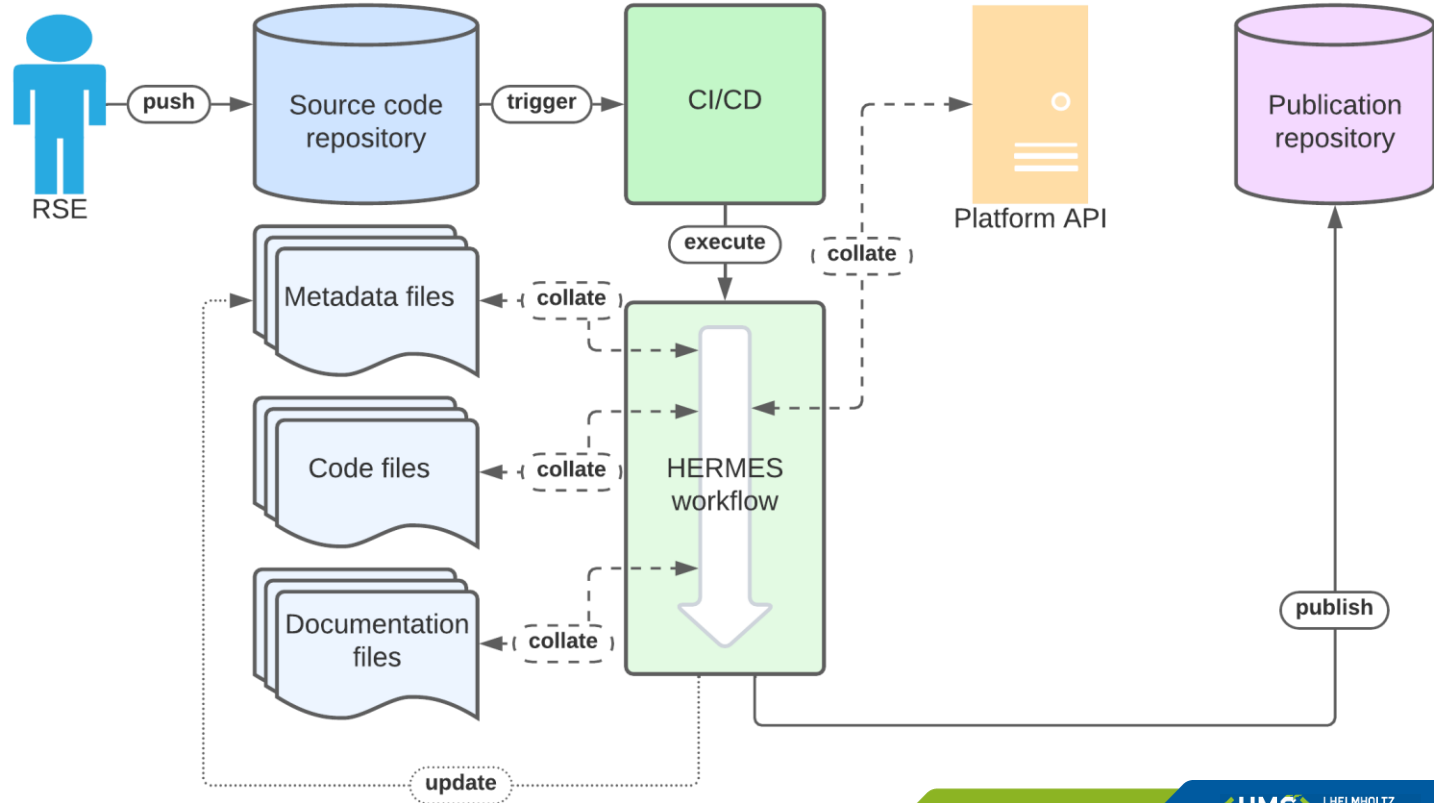 push
Source code
repository
trigger
CI/CD
Publication
repository
RSE
Platform API
execute
collate
Metadata files
collate
Code files
collate
HERMES
workflow
Documentation
files
collate
publish
update
HELMHOLTZ